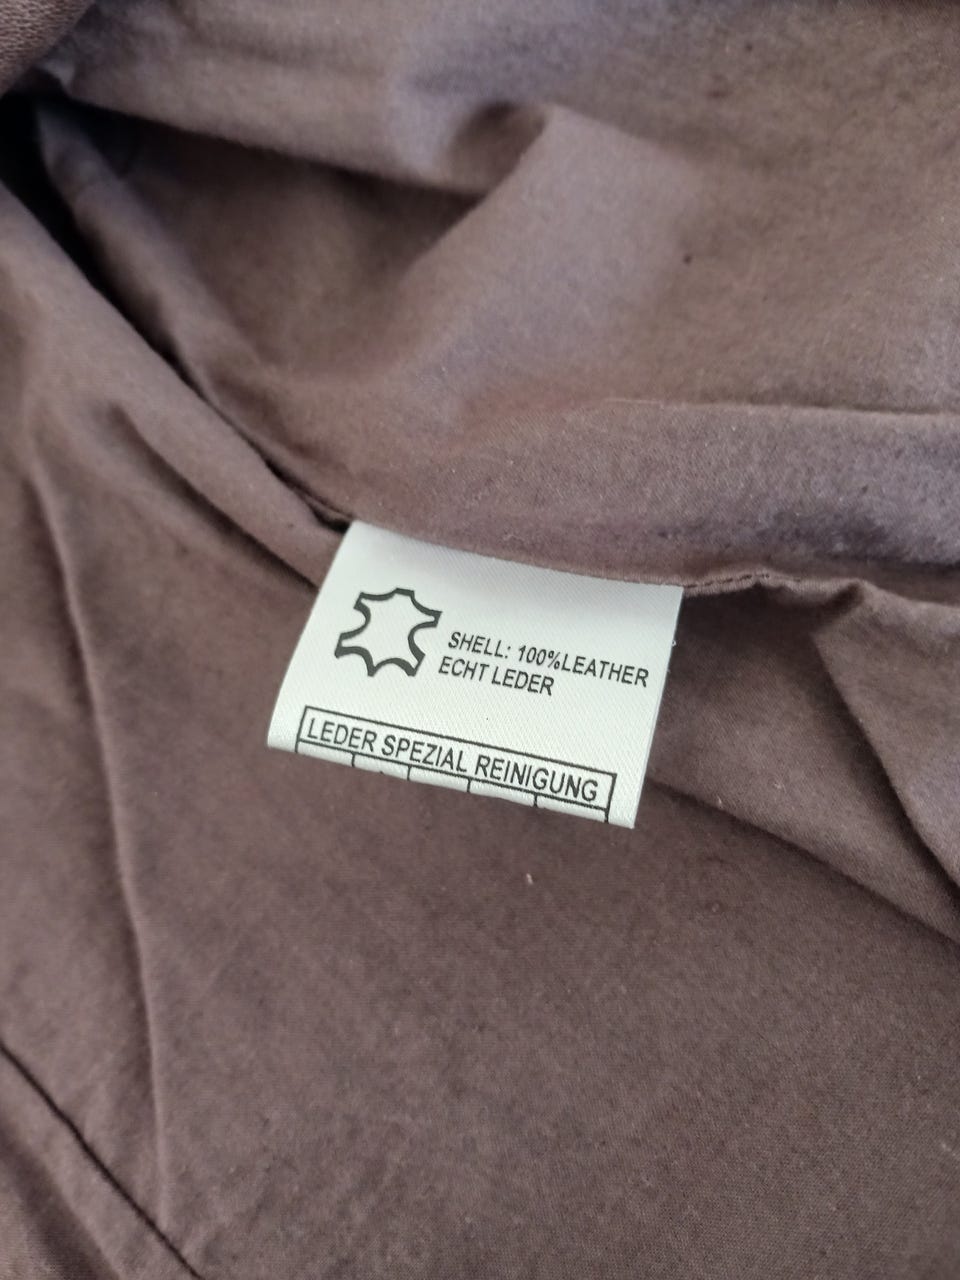 SHELL: 100%LEATHER
ECHT LEDER
LEDER SPEZIAL REINIGUNG